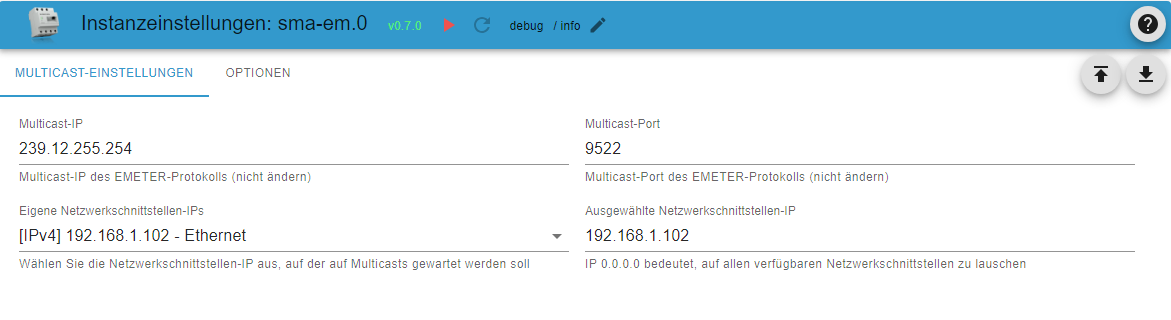 Instanzeinstellungen: sma-em.0 v0.7.0 debug / info
MULTICAST-EINSTELLUNGEN OPTIONEN
Multicast-IP Multicast-Port
239.12.255.254 9522
Multicast-IP des EMETER-Protokolls (nicht ändern) Multicast-Port des EMETER-Protokolls (nicht ändern)
Eigene Netzwerkschnittstellen-IPs Ausgewählte Netzwerkschnittstellen-IP
[IPv4] 192.168.1.102 - Ethernet 192.168.1.102
Wählen Sie die Netzwerkschnittstellen-IP aus, auf der auf Multicasts gewartet werden soll IP 0.0.0.0 bedeutet, auf allen verfügbaren Netzwerkschnittstellen zu lauschen